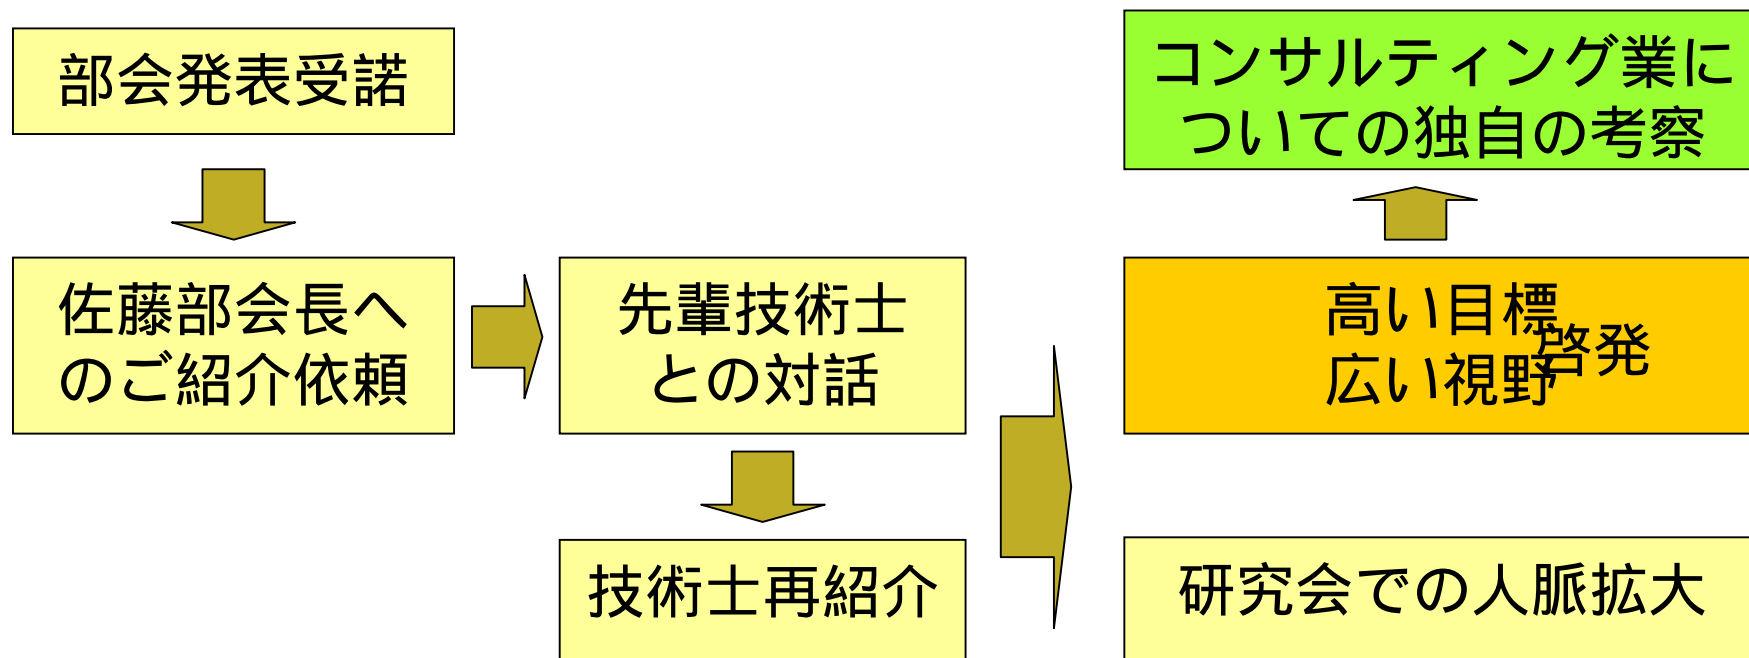 部会発表受諾
佐藤部会長へ
のご紹介依頼
先輩技術士
との対話
技術士再紹介
コンサルティング業に
ついての独自の考察
高い目標
広い視野
啓発
研究会での人脈拡大